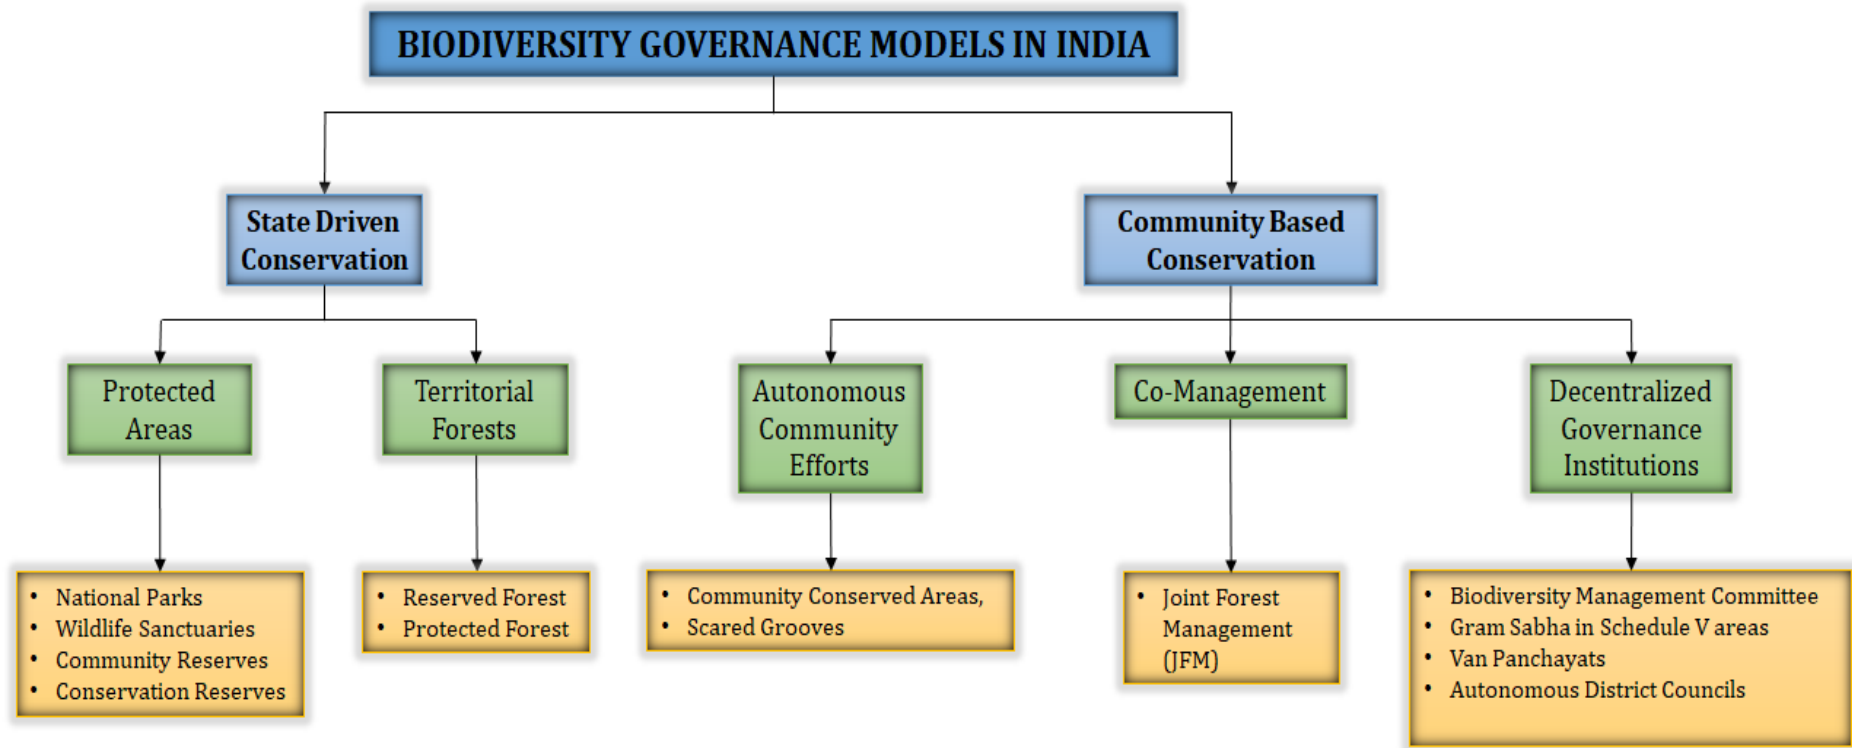 BIODIVERSITY GOVERNANCE MODELS IN INDIA
State Driven
Conservation
Community Based
Conservation
Protected
Areas
Territorial
Forests
Autonomous
Community
Efforts
Co-Management
Decentralized
Governance
Institutions
• National Parks
• Wildlife Sanctuaries
• Community Reserves
• Conservation Reserves
• Reserved Forest
• Protected Forest
• Community Conserved Areas,
• Scared Grooves
• Joint Forest
Management
(JFM)
• Biodiversity Management Committee
• Gram Sabha in Schedule V areas
• Van Panchayats
• Autonomous District Councils